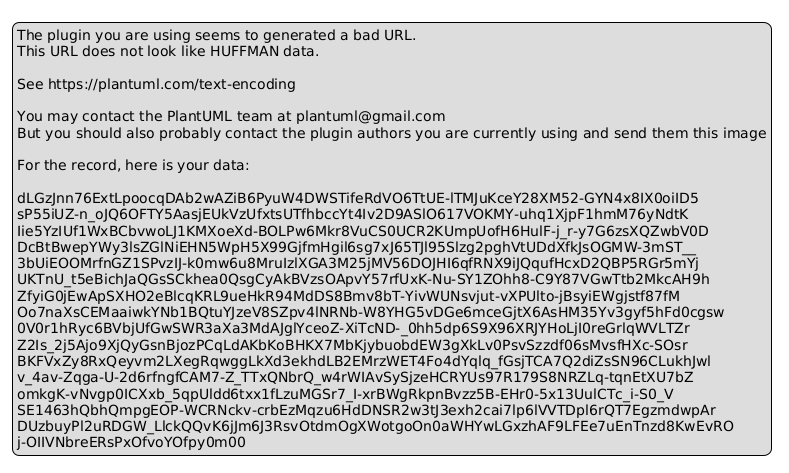 The plugin you are using seems to generated a bad URL.
This URL does not look like HUFFMAN data.
See https://plantuml.com/text-encoding
You may contact the PlantUML team at plantuml@gmail.com
But you should also probably contact the plugin authors you are currently using and send them this image
For the record, here is your data:
dLGzJnn76ExtLpoocqDAb2wAZiB6PyuW4DWSTifeRdVO6TtUE-lTMJuKceY28XM52-GYN4x8IX0oiID5
sP55iUZ-n_oJQ6OFTY5AasjEUkVzUfxtsUTfhbccYt4Iv2D9ASlO617VOKMY-uhq1XjpF1hmM76yNdtK
Iie5YzIUf1WxBCbvwoLJ1KMXoeXd-BOLPw6Mkr8VuCS0UCR2KUmpUofH6HulF-j_r-y7G6zsXQZwbV0D
DcBtBwepYWy3lsZGlNiEHN5WpH5X99GjfmHgil6sg7xJ65TJl95Slzg2pghVtUDdXfkJsOGMW-3mST__
3bUiEOOMrfnGZ1SPvzIJ-k0mw6u8MrulzlXGA3M25jMV56DOJHI6qfRNX9iJQqufHcxD2QBP5RGr5mYj
UKTnU_t5eBichJaQGsSCkhea0QsgCyAkBVzsOApvY57rfUxK-Nu-SY1ZOhh8-C9Y87VGwTtb2MkcAH9h
ZfyiG0jEwApSXHO2eBlcqKRL9ueHkR94MdDS8Bmv8bT-YivWUNsvjut-vXPUlto-jBsyiEWgjstf87fM
Oo7naXsCEMaaiwkYNb1BQtuYJzeV8SZpv4lNRNb-W8YHG5vDGe6mceGjtX6AsHM35Yv3gyf5hFd0cgsw
0V0r1hRyc6BVbjUfGwSWR3aXa3MdAJglYceoZ-XiTcND-_0hh5dp6S9X96XRJYHoLjI0reGrlqWVLTZr
Z2Is_2j5Ajo9XjQyGsnBjozPCqLdAKbKoBHKX7MbKjybuobdEW3gXkLv0PsvSzzdf06sMvsfHXc-SOsr
BKFVxZy8RxQeyvm2LXegRqwggLkXd3ekhdLB2EMrzWET4Fo4dYqlq_fGsjTCA7Q2diZsSN96CLukhJwl
v_4av-Zqga-U-2d6rfngfCAM7-Z_TTxQNbrQ_w4rWIAvSySjzeHCRYUs97R179S8NRZLq-tqnEtXU7bZ
omkgK-vNvgp0ICXxb_5qpUldd6txx1fLzuMGSr7_I-xrBWgRkpnBvzz5B-EHr0-5x13UulCTc_i-S0_V
SE1463hQbhQmpgEOP-WCRNckv-crbEzMqzu6HdDNSR2w3tJ3exh2cai7lp6lVVTDpl6rQT7EgzmdwpAr
DUzbuyPl2uRDGW_LlckQQvK6jJm6J3RsvOtdmOgXWotgoOn0aWHYwLGxzhAF9LFEe7uEnTnzd8KwEvRO
j-OIIVNbreERsPxOfvoYOfpy0m00